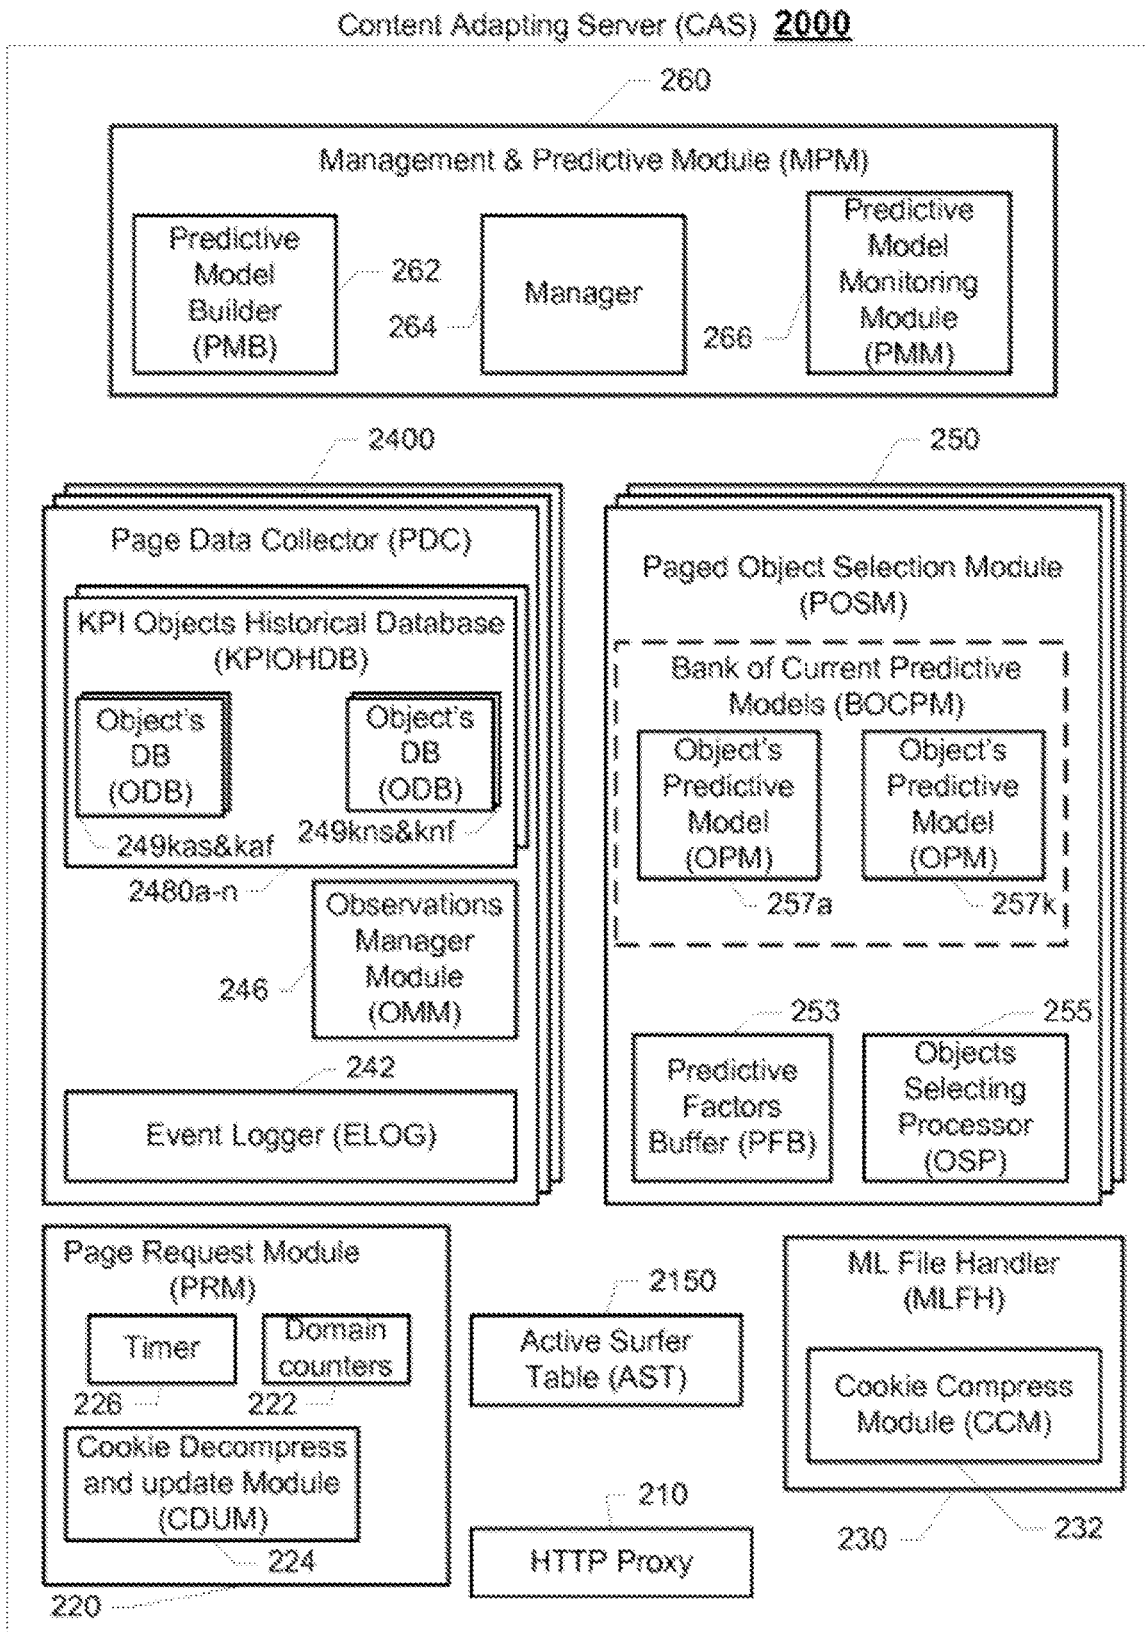 Content Adapting Server (CAS) 2000
260
Management & Predictive Module (MPM)
Predictive
Model
Builder
(PMB)
262
264
Manager
266
Predictive
Model
Monitoring
Module
(PMM)
2400
Page Data Collector (PDC)
KPI Objects Historical Database
(KPIOHDB)
Object's
DB
(ODB)
Object's
DB
(ODB)
249kas&kaf
249kns&knf
2480a-n
Observations
Manager
Module
(OMM)
246
242
Event Logger (ELOG)
250
Paged Object Selection Module
(POSM)
Bank of Current Predictive
Models (BOCPM)
Object's
Predictive
Model
(OPM)
Object's
Predictive
Model
(OPM)
257a
257k
253
Predictive
Factors
Buffer (PFB)
255
Objects
Selecting
Processor
(OSP)
Page Request Module
(PRM)
Timer
Domain
counters
226
222
Cookie Decompress
and update Module
(CDUM)
224
220
2150
Active Surfer
Table (AST)
210
HTTP Proxy
ML File Handler
(MLFH)
Cookie Compress
Module (CCM)
230
232